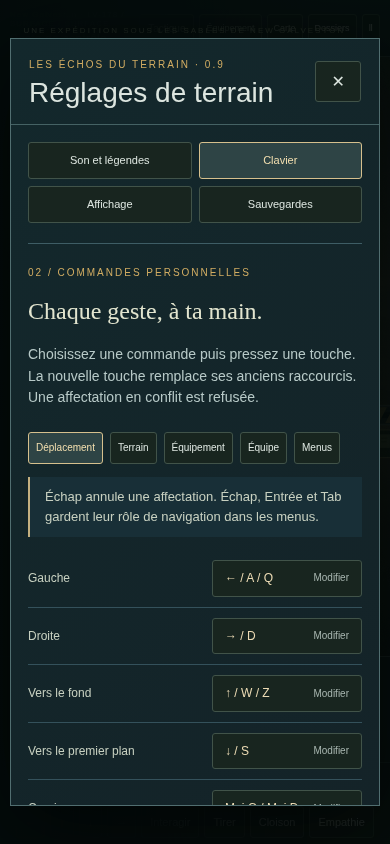 LES ÉCHOS DU TERRAIN · 0.9
Réglages de terrain
✕
Son et légendes
Clavier
Affichage
Sauvegardes
02 / COMMANDES PERSONNELLES
Chaque geste, à ta main.
Choisissez une commande puis pressez une touche.
La nouvelle touche remplace ses anciens raccourcis.
Une affectation en conflit est refusée.
Déplacement
Terrain
Équipement
Équipe
Menus
Échap annule une affectation. Échap, Entrée et Tab
gardent leur rôle de navigation dans les menus.
Gauche
← / A / Q
Modifier
Droite
→ / D
Modifier
Vers le fond
↑ / W / Z
Modifier
Vers le premier plan
↓ / S
Modifier
Cloison
Empathie